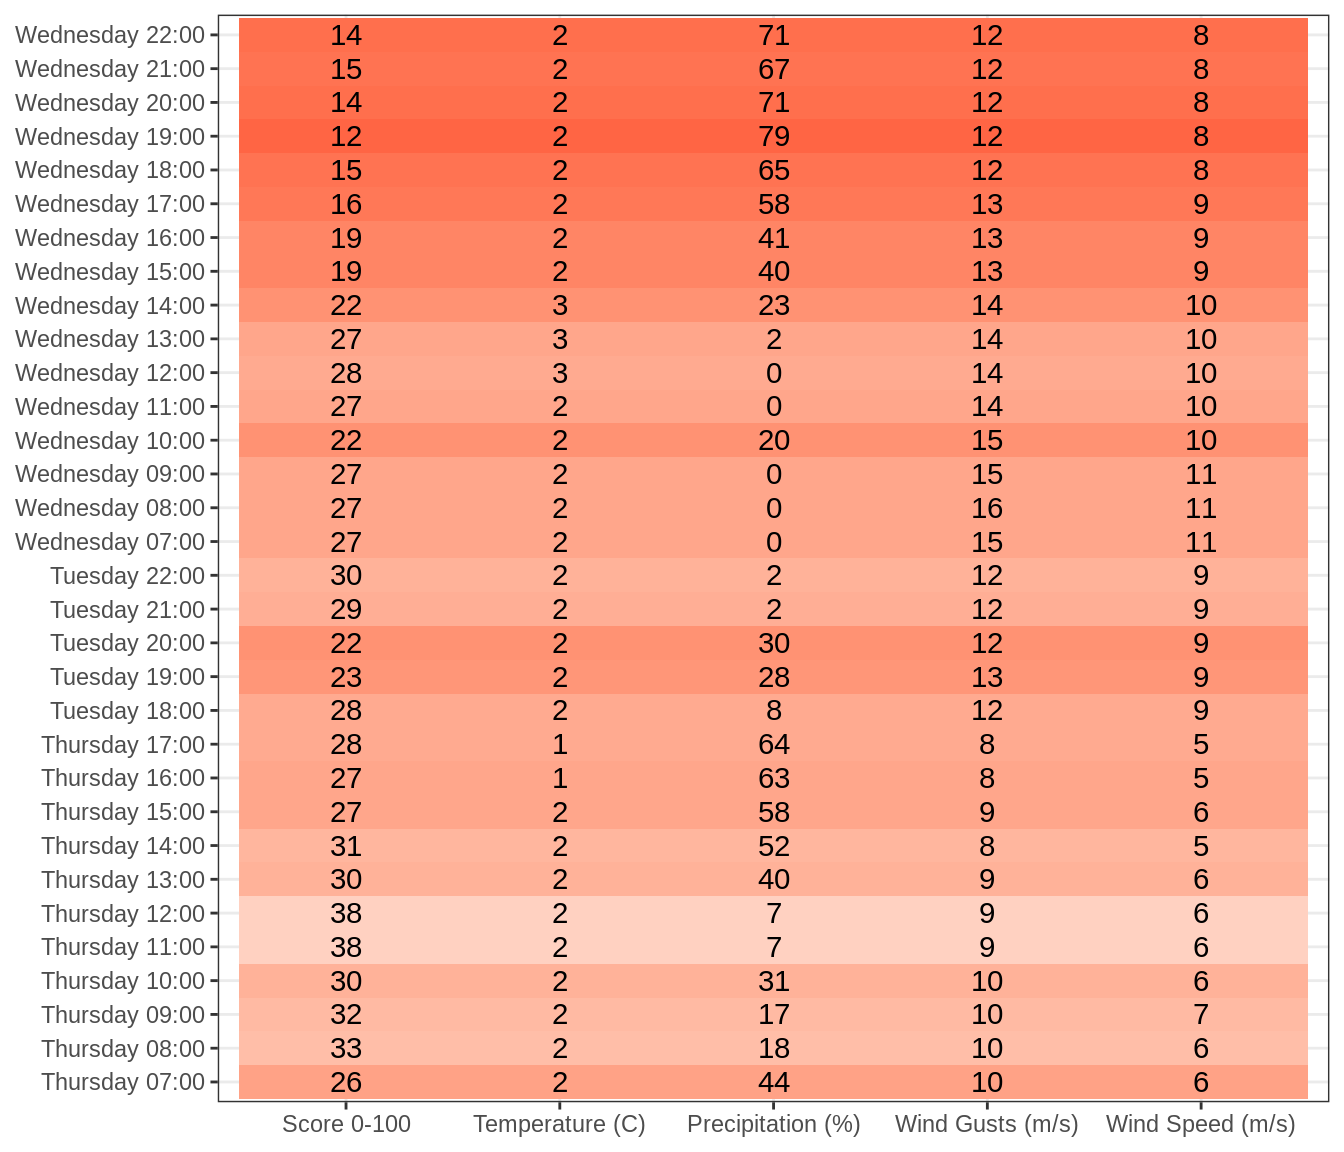 Wednesday 22:00 14 2 71 12 8
Wednesday 21:00 15 2 67 12 8
Wednesday 20:00 14 2 71 12 8
Wednesday 19:00 12 2 79 12 8
Wednesday 18:00 15 2 65 12 8
Wednesday 17:00 16 2 58 13 9
Wednesday 16:00 19 2 41 13 9
Wednesday 15:00 19 2 40 13 9
Wednesday 14:00 22 3 23 14 10
Wednesday 13:00 27 3 2 14 10
Wednesday 12:00 28 3 0 14 10
Wednesday 11:00 27 2 0 14 10
Wednesday 10:00 22 2 20 15 10
Wednesday 09:00 27 2 0 15 11
Wednesday 08:00 27 2 0 16 11
Wednesday 07:00 27 2 0 15 11
Tuesday 22:00 30 2 2 12 9
Tuesday 21:00 29 2 2 12 9
Tuesday 20:00 22 2 30 12 9
Tuesday 19:00 23 2 28 13 9
Tuesday 18:00 28 2 8 12 9
Thursday 17:00 28 1 64 8 5
Thursday 16:00 27 1 63 8 5
Thursday 15:00 27 2 58 9 6
Thursday 14:00 31 2 52 8 5
Thursday 13:00 30 2 40 9 6
Thursday 12:00 38 2 7 9 6
Thursday 11:00 38 2 7 9 6
Thursday 10:00 30 2 31 10 6
Thursday 09:00 32 2 17 10 7
Thursday 08:00 33 2 18 10 6
Thursday 07:00 26 2 44 10 6
Score 0-100 Temperature (C) Precipitation (%) Wind Gusts (m/s) Wind Speed (m/s)